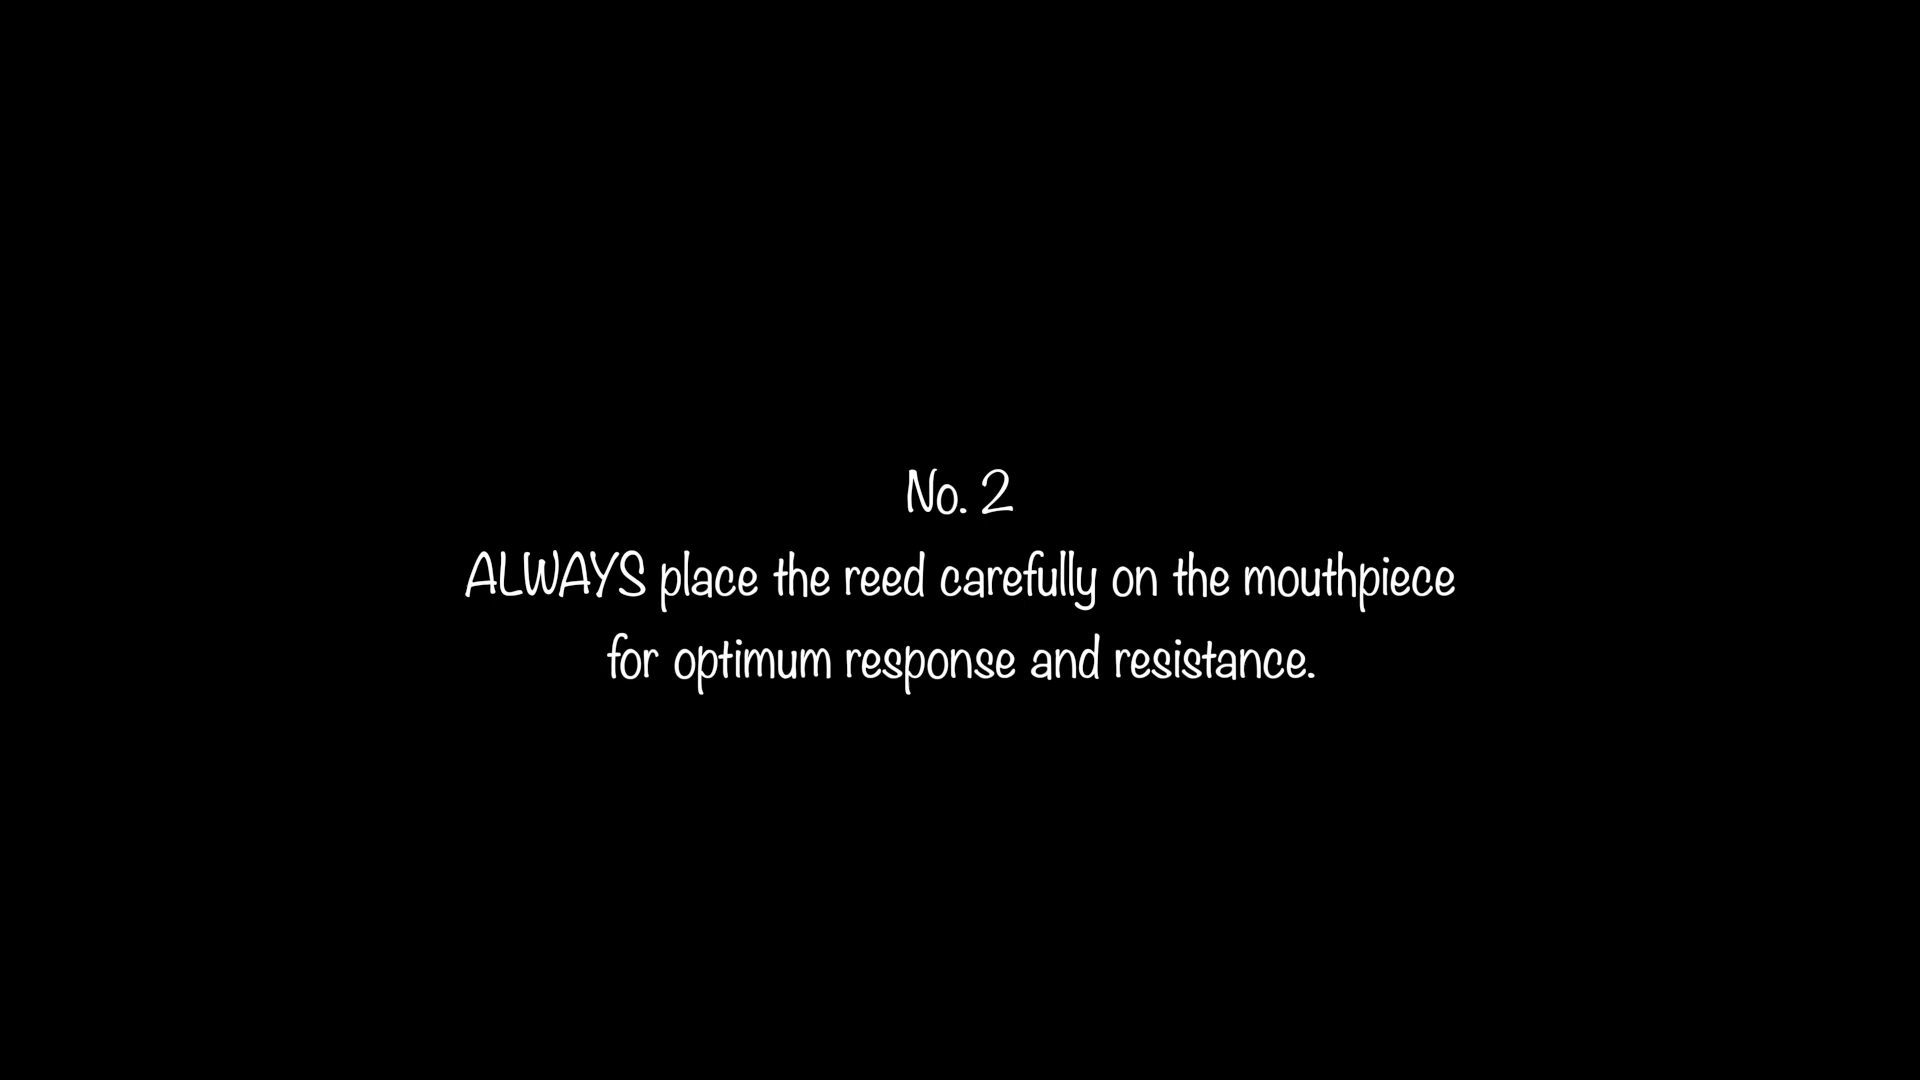 No. 2
ALWAYS place the reed carefully on the mouthpiece
for optimum response and resistance.